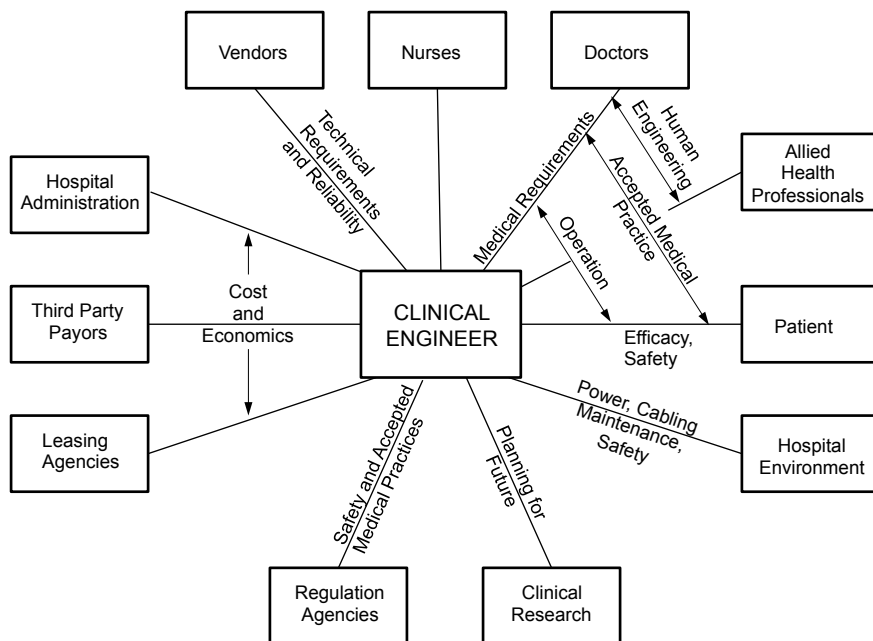 Vendors
Nurses
Doctors
Technical
Requirements
and Reliability
Medical Requirements
Human
Engineering
Accepted Medical
Practice
Operation
Allied
Health
Professionals
Hospital
Administration
Cost
and
Economics
Third Party
Payors
CLINICAL
ENGINEER
Efficacy,
Safety
Patient
Leasing
Agencies
Safety and Accepted
Medical Practices
Planning for
Future
Power, Cabling
Maintenance,
Safety
Hospital
Environment
Regulation
Agencies
Clinical
Research